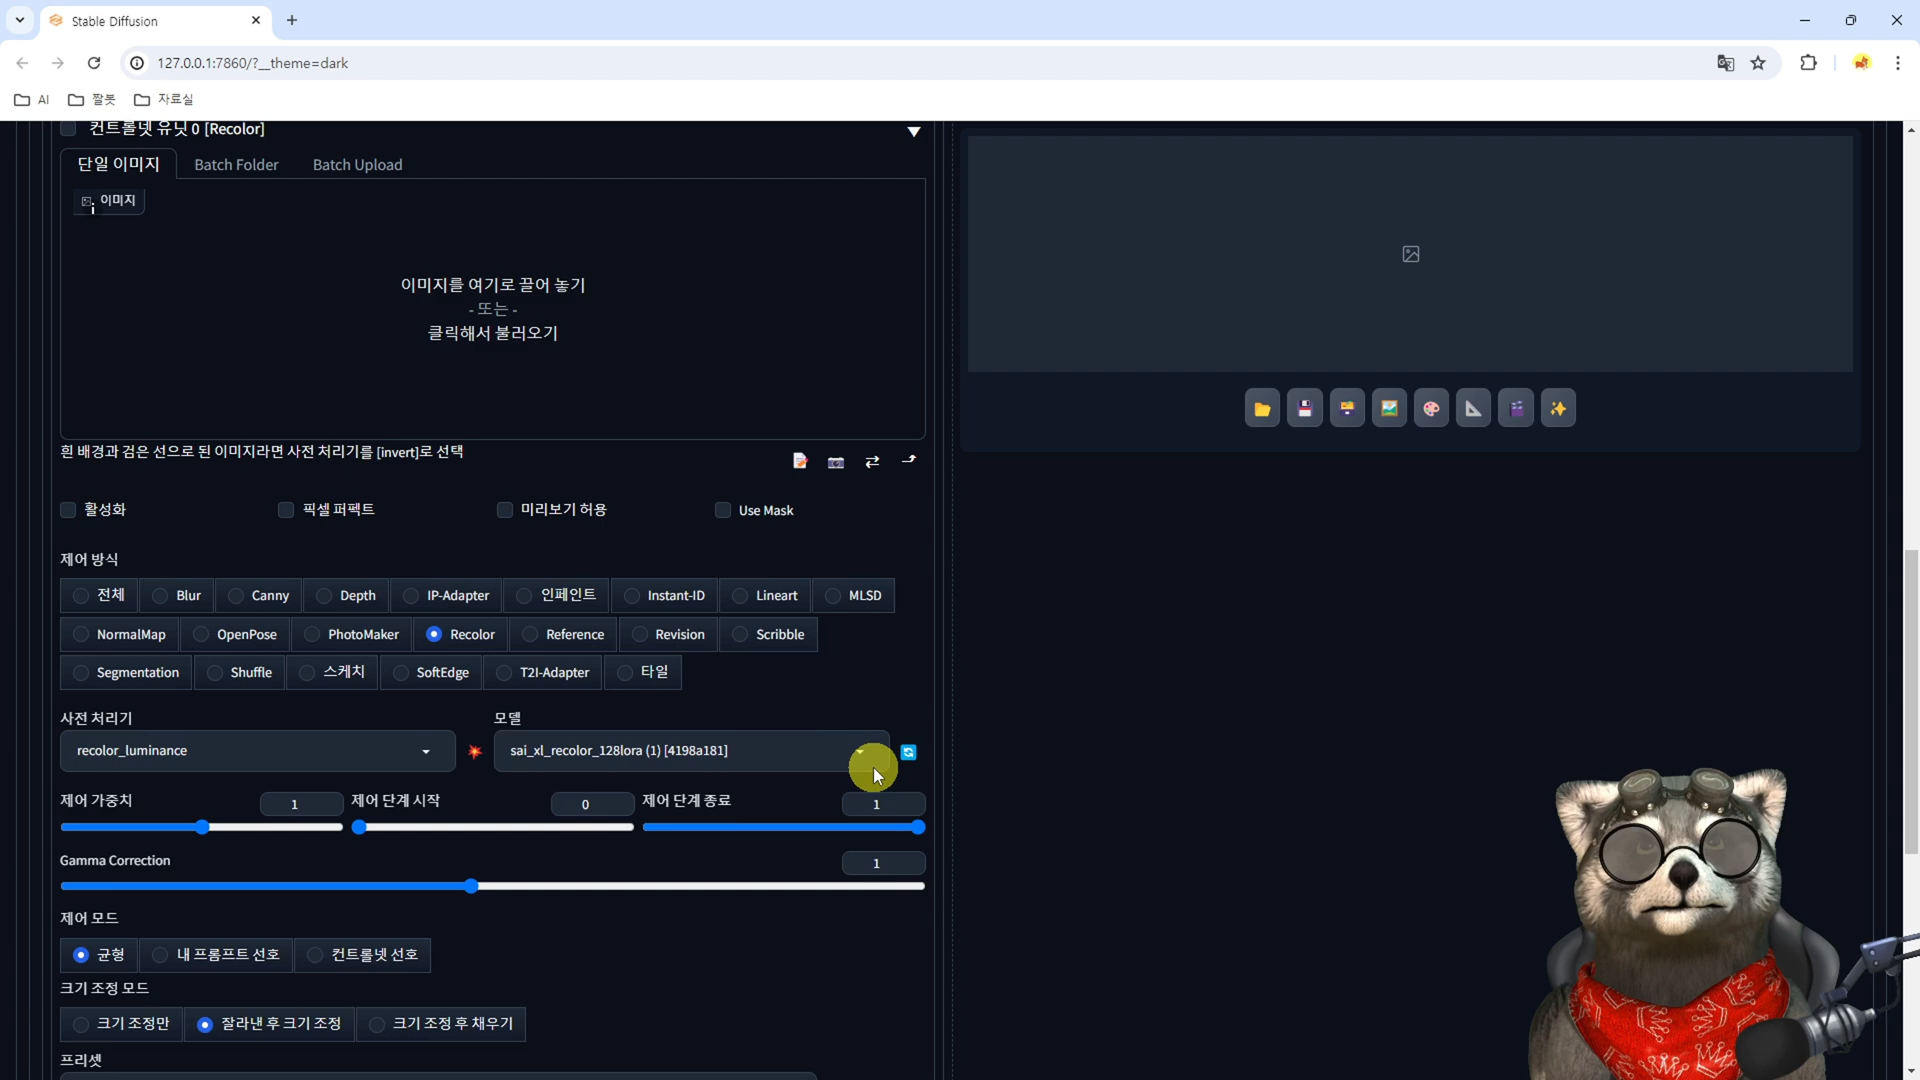 Stable Diffusion
127.0.0.1:7860/?__theme=dark
AI 짤봇 자료실
컨트롤넷 유닛 0 [Recolor]
단일 이미지 Batch Folder Batch Upload
이미지
이미지를 여기로 끌어 놓기
- 또는 -
클릭해서 불러오기
흰 배경과 검은 선으로 된 이미지라면 사전 처리기를 [invert]로 선택
활성화 픽셀 퍼펙트 미리보기 허용 Use Mask
제어 방식
전체 Blur Canny Depth IP-Adapter 인페인트 Instant-ID Lineart MLSD
NormalMap OpenPose PhotoMaker Recolor Reference Revision Scribble
Segmentation Shuffle 스케치 SoftEdge T2I-Adapter 타일
사전 처리기 모델
recolor_luminance sai_xl_recolor_128lora (1) [4198a181]
제어 가중치 1 제어 단계 시작 0 제어 단계 종료 1
Gamma Correction 1
제어 모드
균형 내 프롬프트 선호 컨트롤넷 선호
크기 조정 모드
크기 조정만 잘라낸 후 크기 조정 크기 조정 후 채우기
프리셋